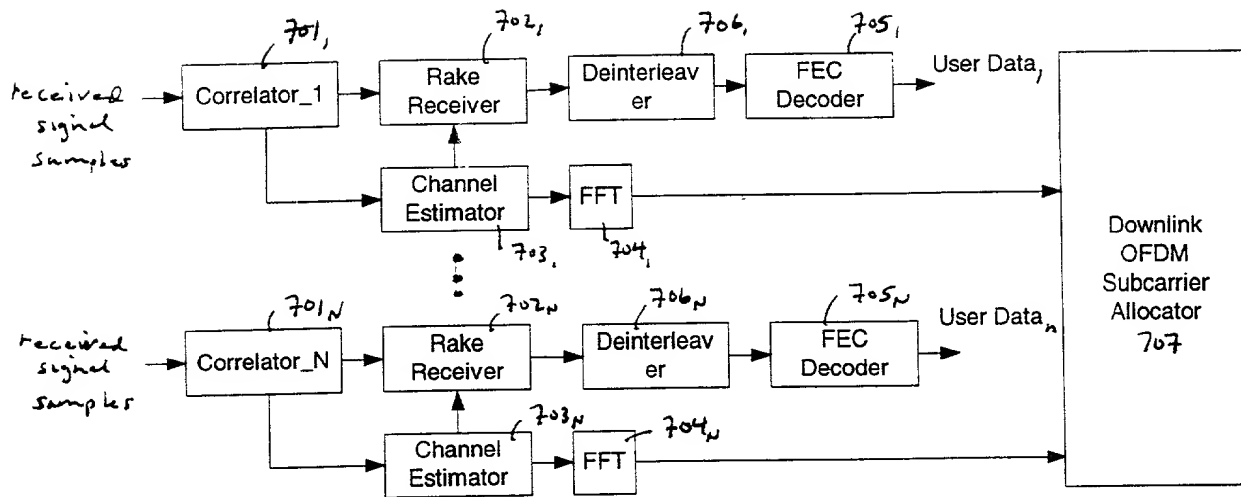 701₁
702₁
706₁
705₁
received
signal
samples
Correlator_1
Rake
Receiver
Deinterleav
er
FEC
Decoder
User Data₁
Channel
Estimator
FFT
703₁
704₁
Downlink
OFDM
Subcarrier
Allocator
707
701N
702N
706N
705N
received
signal
samples
Correlator_N
Rake
Receiver
Deinterleav
er
FEC
Decoder
User Dataₙ
703N
704N
Channel
Estimator
FFT